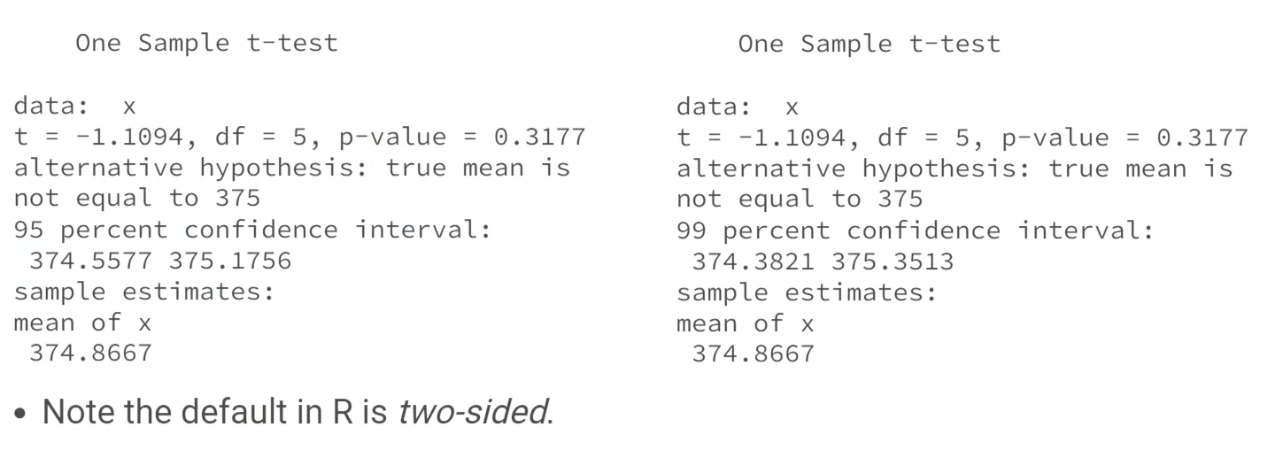 One Sample t-test
data:  x
t = -1.1094, df = 5, p-value = 0.3177
alternative hypothesis: true mean is
not equal to 375
95 percent confidence interval:
374.5577 375.1756
sample estimates:
mean of x
374.8667
• Note the default in R is two-sided.
One Sample t-test
data:  x
t = -1.1094, df = 5, p-value = 0.3177
alternative hypothesis: true mean is
not equal to 375
99 percent confidence interval:
374.3821 375.3513
sample estimates:
mean of x
374.8667